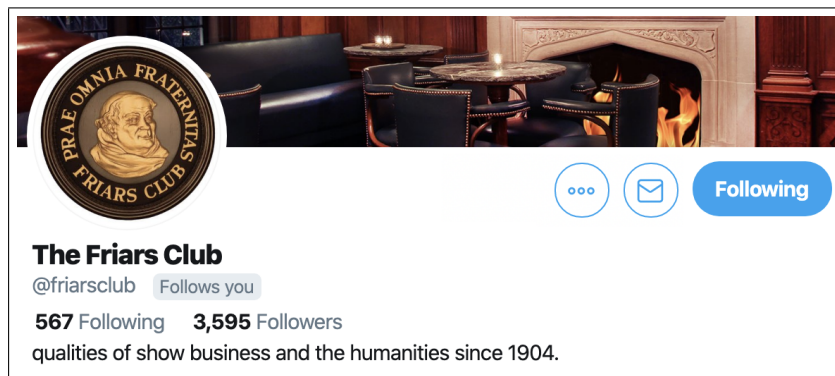 PRAE OMNIA FRATERNITAS
FRIARS CLUB
Following
The Friars Club
@friarsclub Follows you
567 Following 3,595 Followers
qualities of show business and the humanities since 1904.